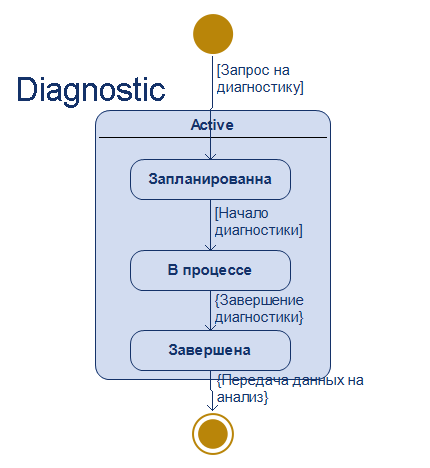 [Запрос на
диагностику]
Diagnostic
Active
Запланированна
[Начало
диагностики]
В процессе
{Завершение
диагностики}
Завершена
{Передача данных на
анализ}